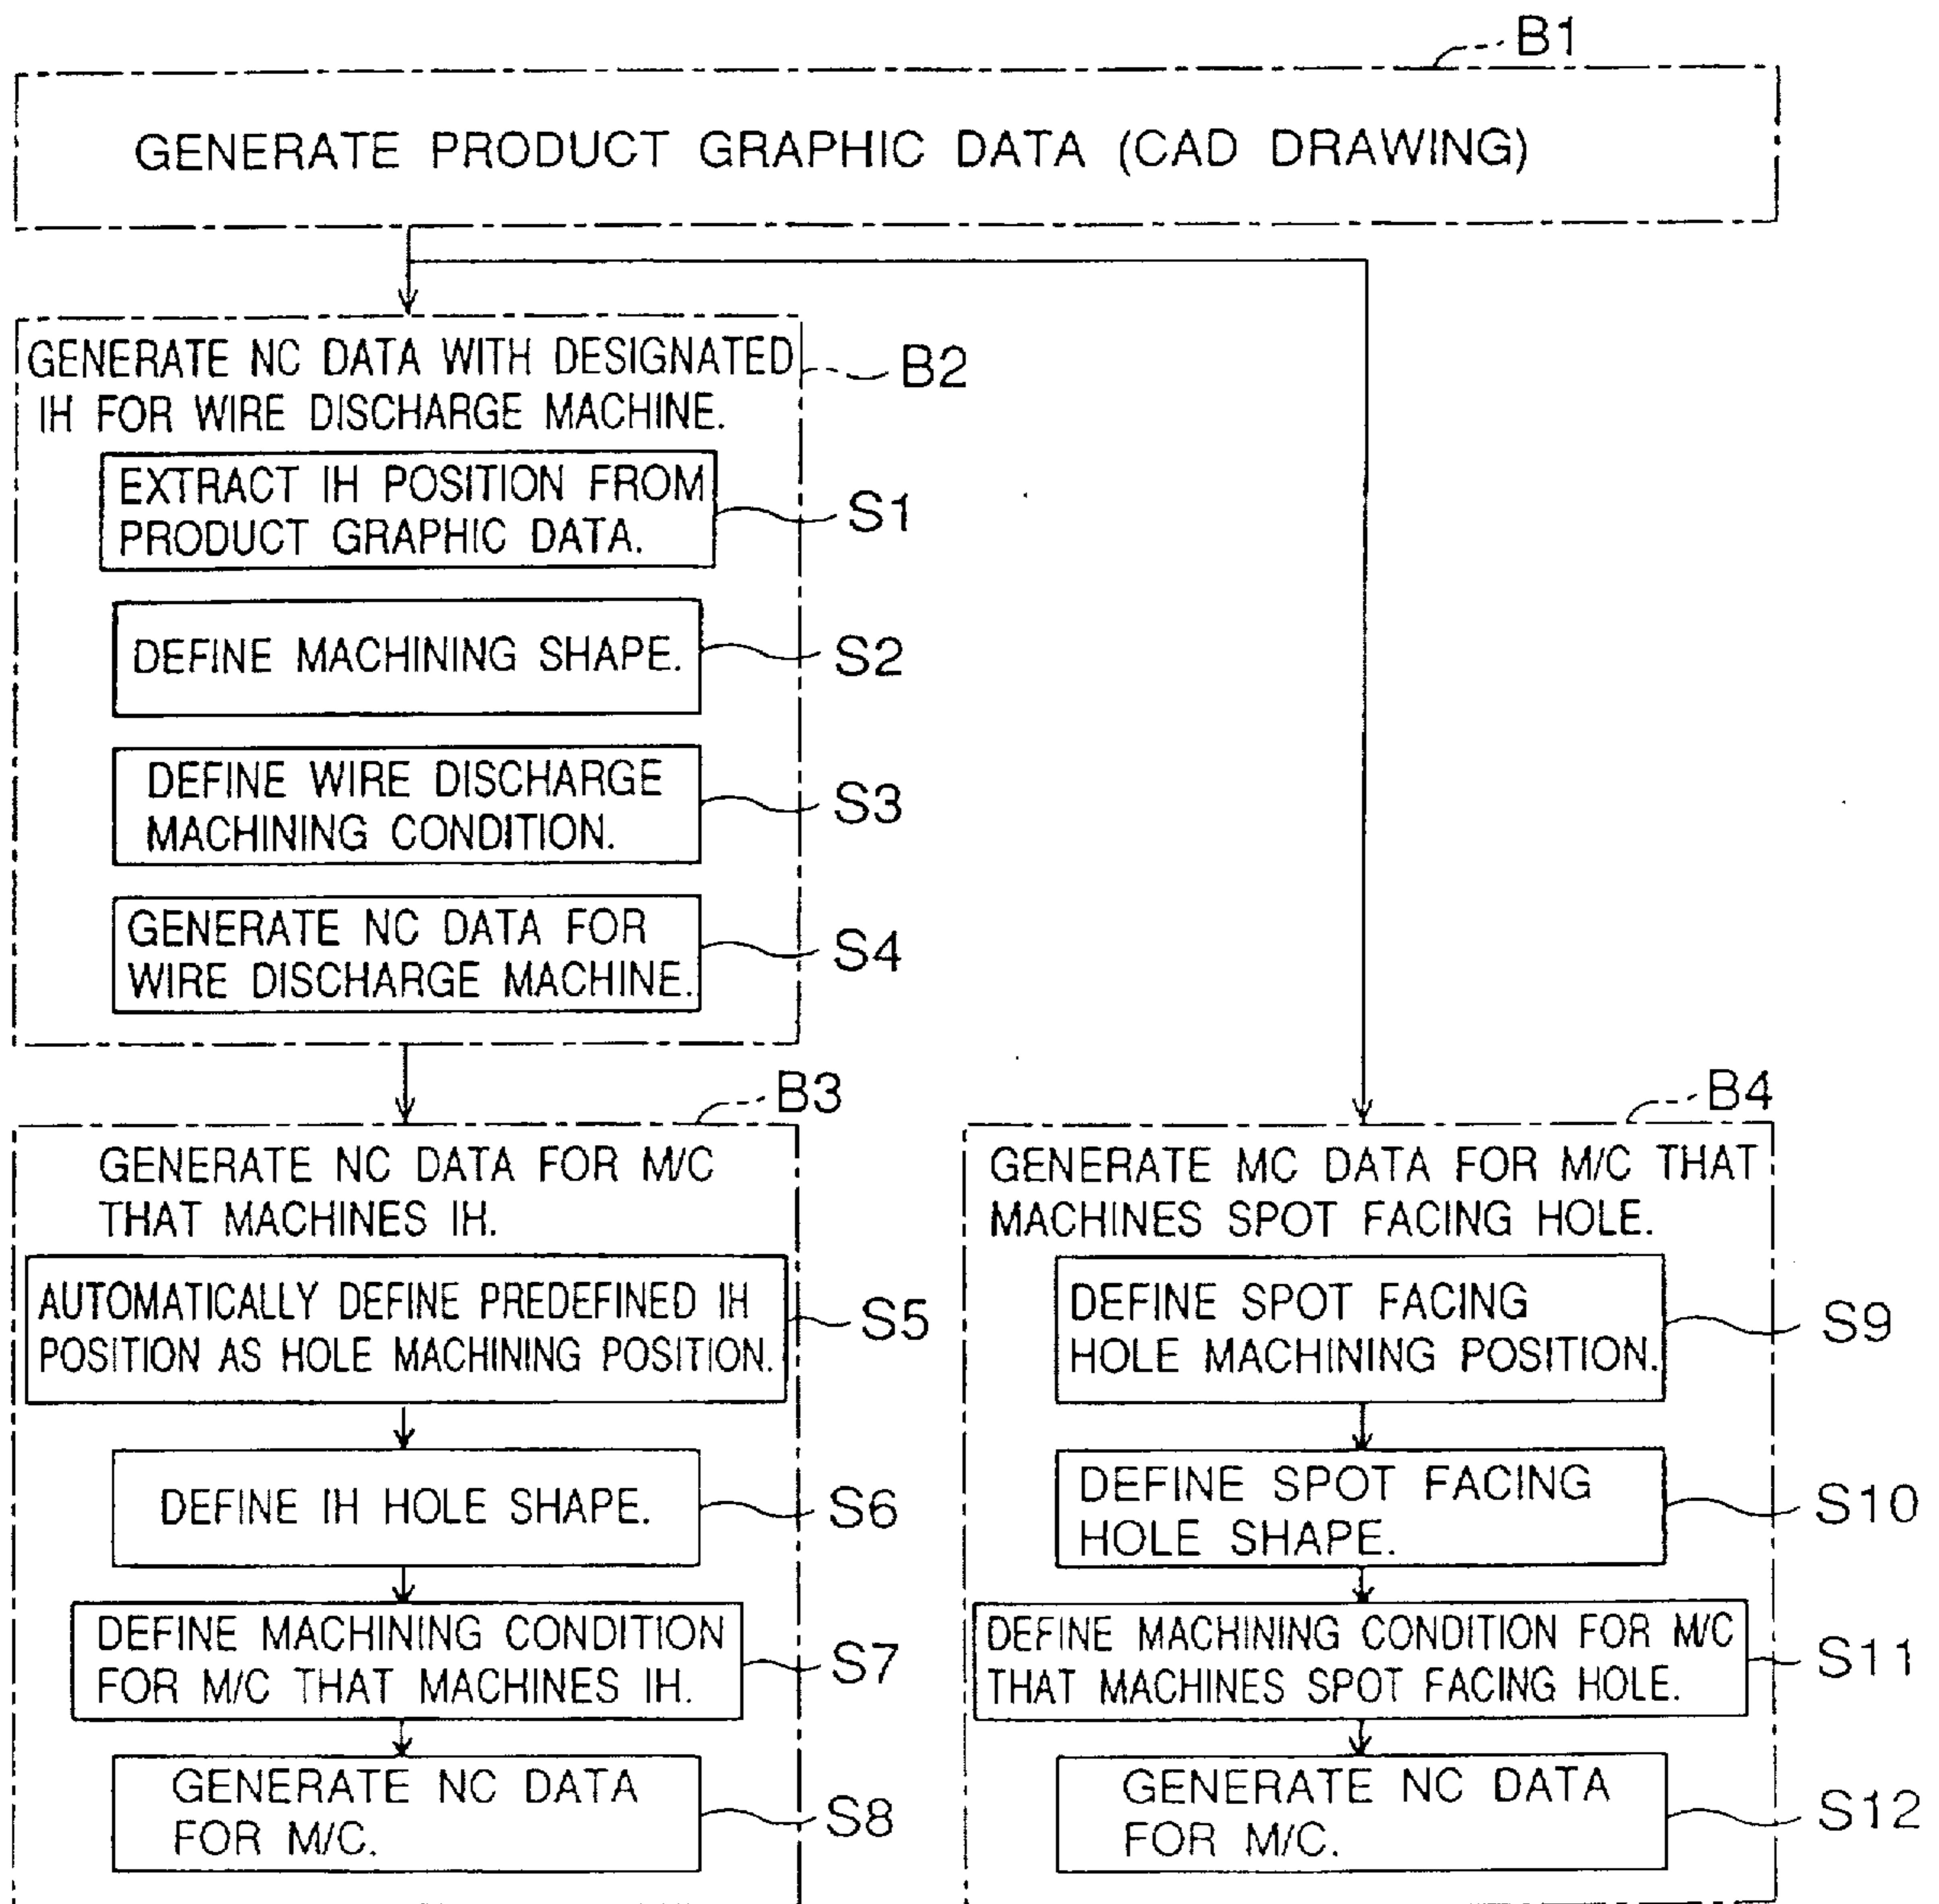 B1
GENERATE PRODUCT GRAPHIC DATA (CAD DRAWING)
GENERATE NC DATA WITH DESIGNATED
IH FOR WIRE DISCHARGE MACHINE.
B2
EXTRACT IH POSITION FROM
PRODUCT GRAPHIC DATA.
S1
DEFINE MACHINING SHAPE.
S2
DEFINE WIRE DISCHARGE
MACHINING CONDITION.
S3
GENERATE NC DATA FOR
WIRE DISCHARGE MACHINE.
S4
B3
GENERATE NC DATA FOR M/C
THAT MACHINES IH.
AUTOMATICALLY DEFINE PREDEFINED IH
POSITION AS HOLE MACHINING POSITION.
S5
DEFINE IH HOLE SHAPE.
S6
DEFINE MACHINING CONDITION
FOR M/C THAT MACHINES IH.
S7
GENERATE NC DATA
FOR M/C.
S8
B4
GENERATE MC DATA FOR M/C THAT
MACHINES SPOT FACING HOLE.
DEFINE SPOT FACING
HOLE MACHINING POSITION.
S9
DEFINE SPOT FACING
HOLE SHAPE.
S10
DEFINE MACHINING CONDITION FOR M/C
THAT MACHINES SPOT FACING HOLE.
S11
GENERATE NC DATA
FOR M/C.
S12